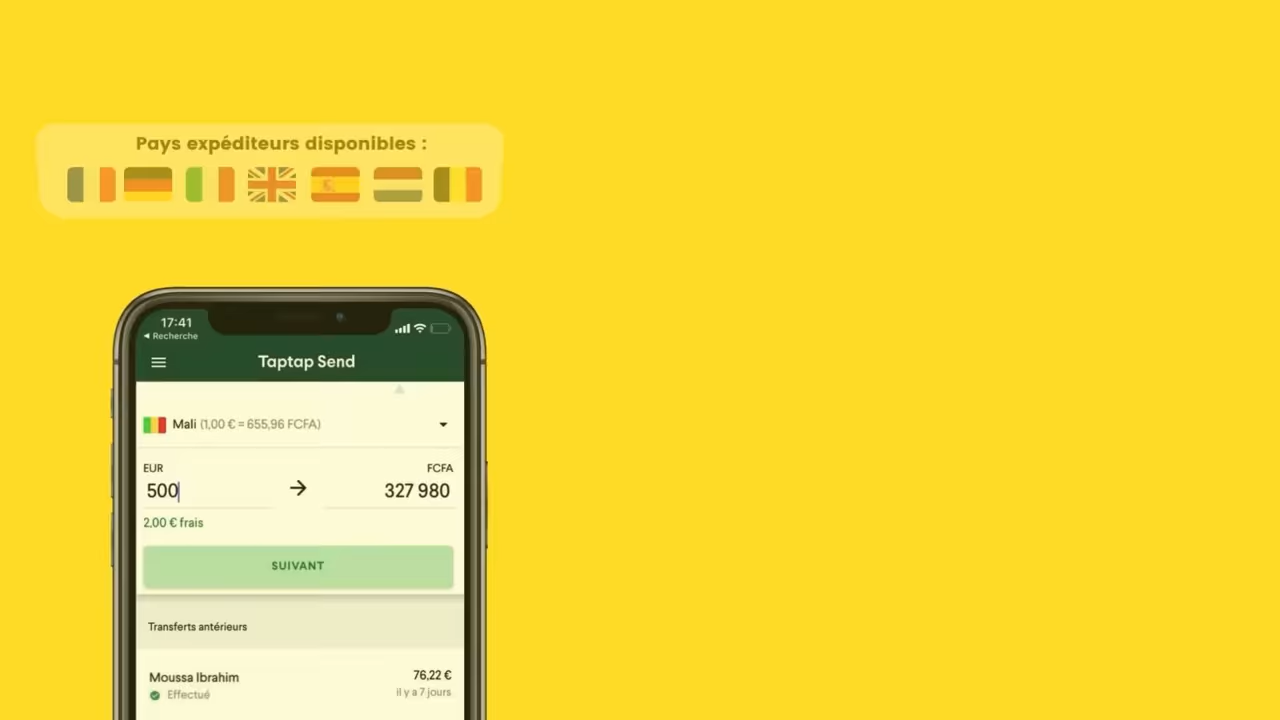 Pays expéditeurs disponibles :
17:41
Recherche
Taptap Send
Mali (1,00 € = 655,96 FCFA)
EUR FCFA
500 → 327 980
2,00 € frais
SUIVANT
Transferts antérieurs
Moussa Ibrahim 76,22 €
Effectué il y a 7 jours